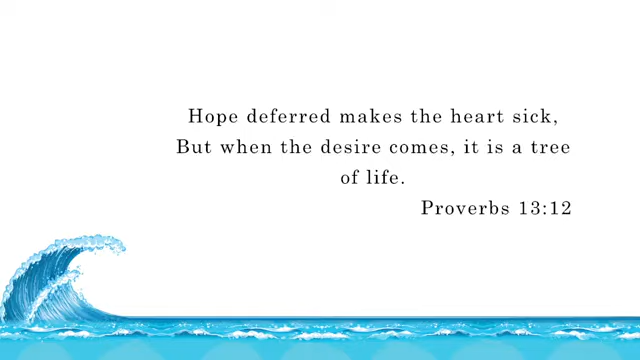 Hope deferred makes the heart sick,
But when the desire comes, it is a tree
of life.
Proverbs 13:12